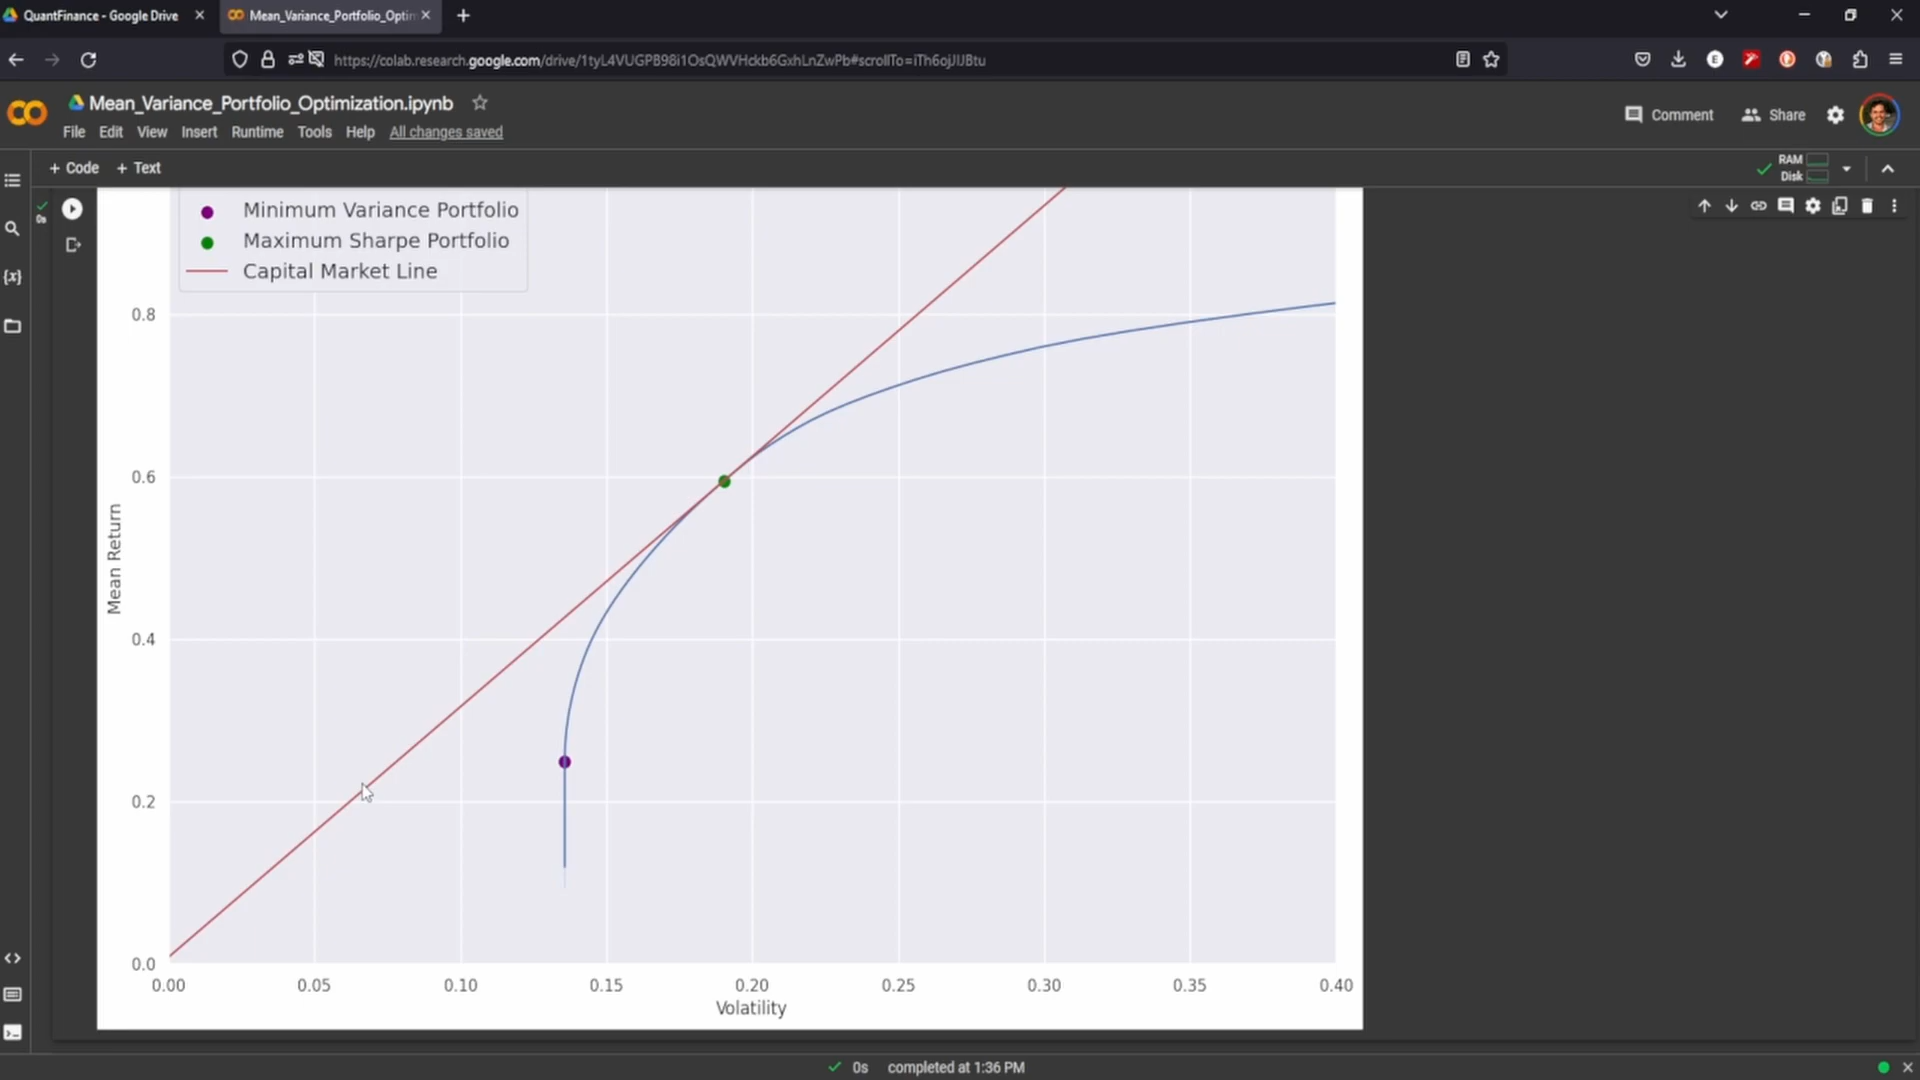 QuantFinance - Google Drive
Mean_Variance_Portfolio_Optim
https://colab.research.google.com/drive/1tyL4VUGPB98i1OsQWVHckb6GxhLnZwPb#scrollTo=iTh6ojJIJBtu
Mean_Variance_Portfolio_Optimization.ipynb
Comment
Share
File Edit View Insert Runtime Tools Help All changes saved
+ Code + Text
RAM
Disk
0s
Minimum Variance Portfolio
Maximum Sharpe Portfolio
Capital Market Line
0.8
0.6
0.4
0.2
0.0
Mean Return
0.00 0.05 0.10 0.15 0.20 0.25 0.30 0.35 0.40
Volatility
0s completed at 1:36 PM